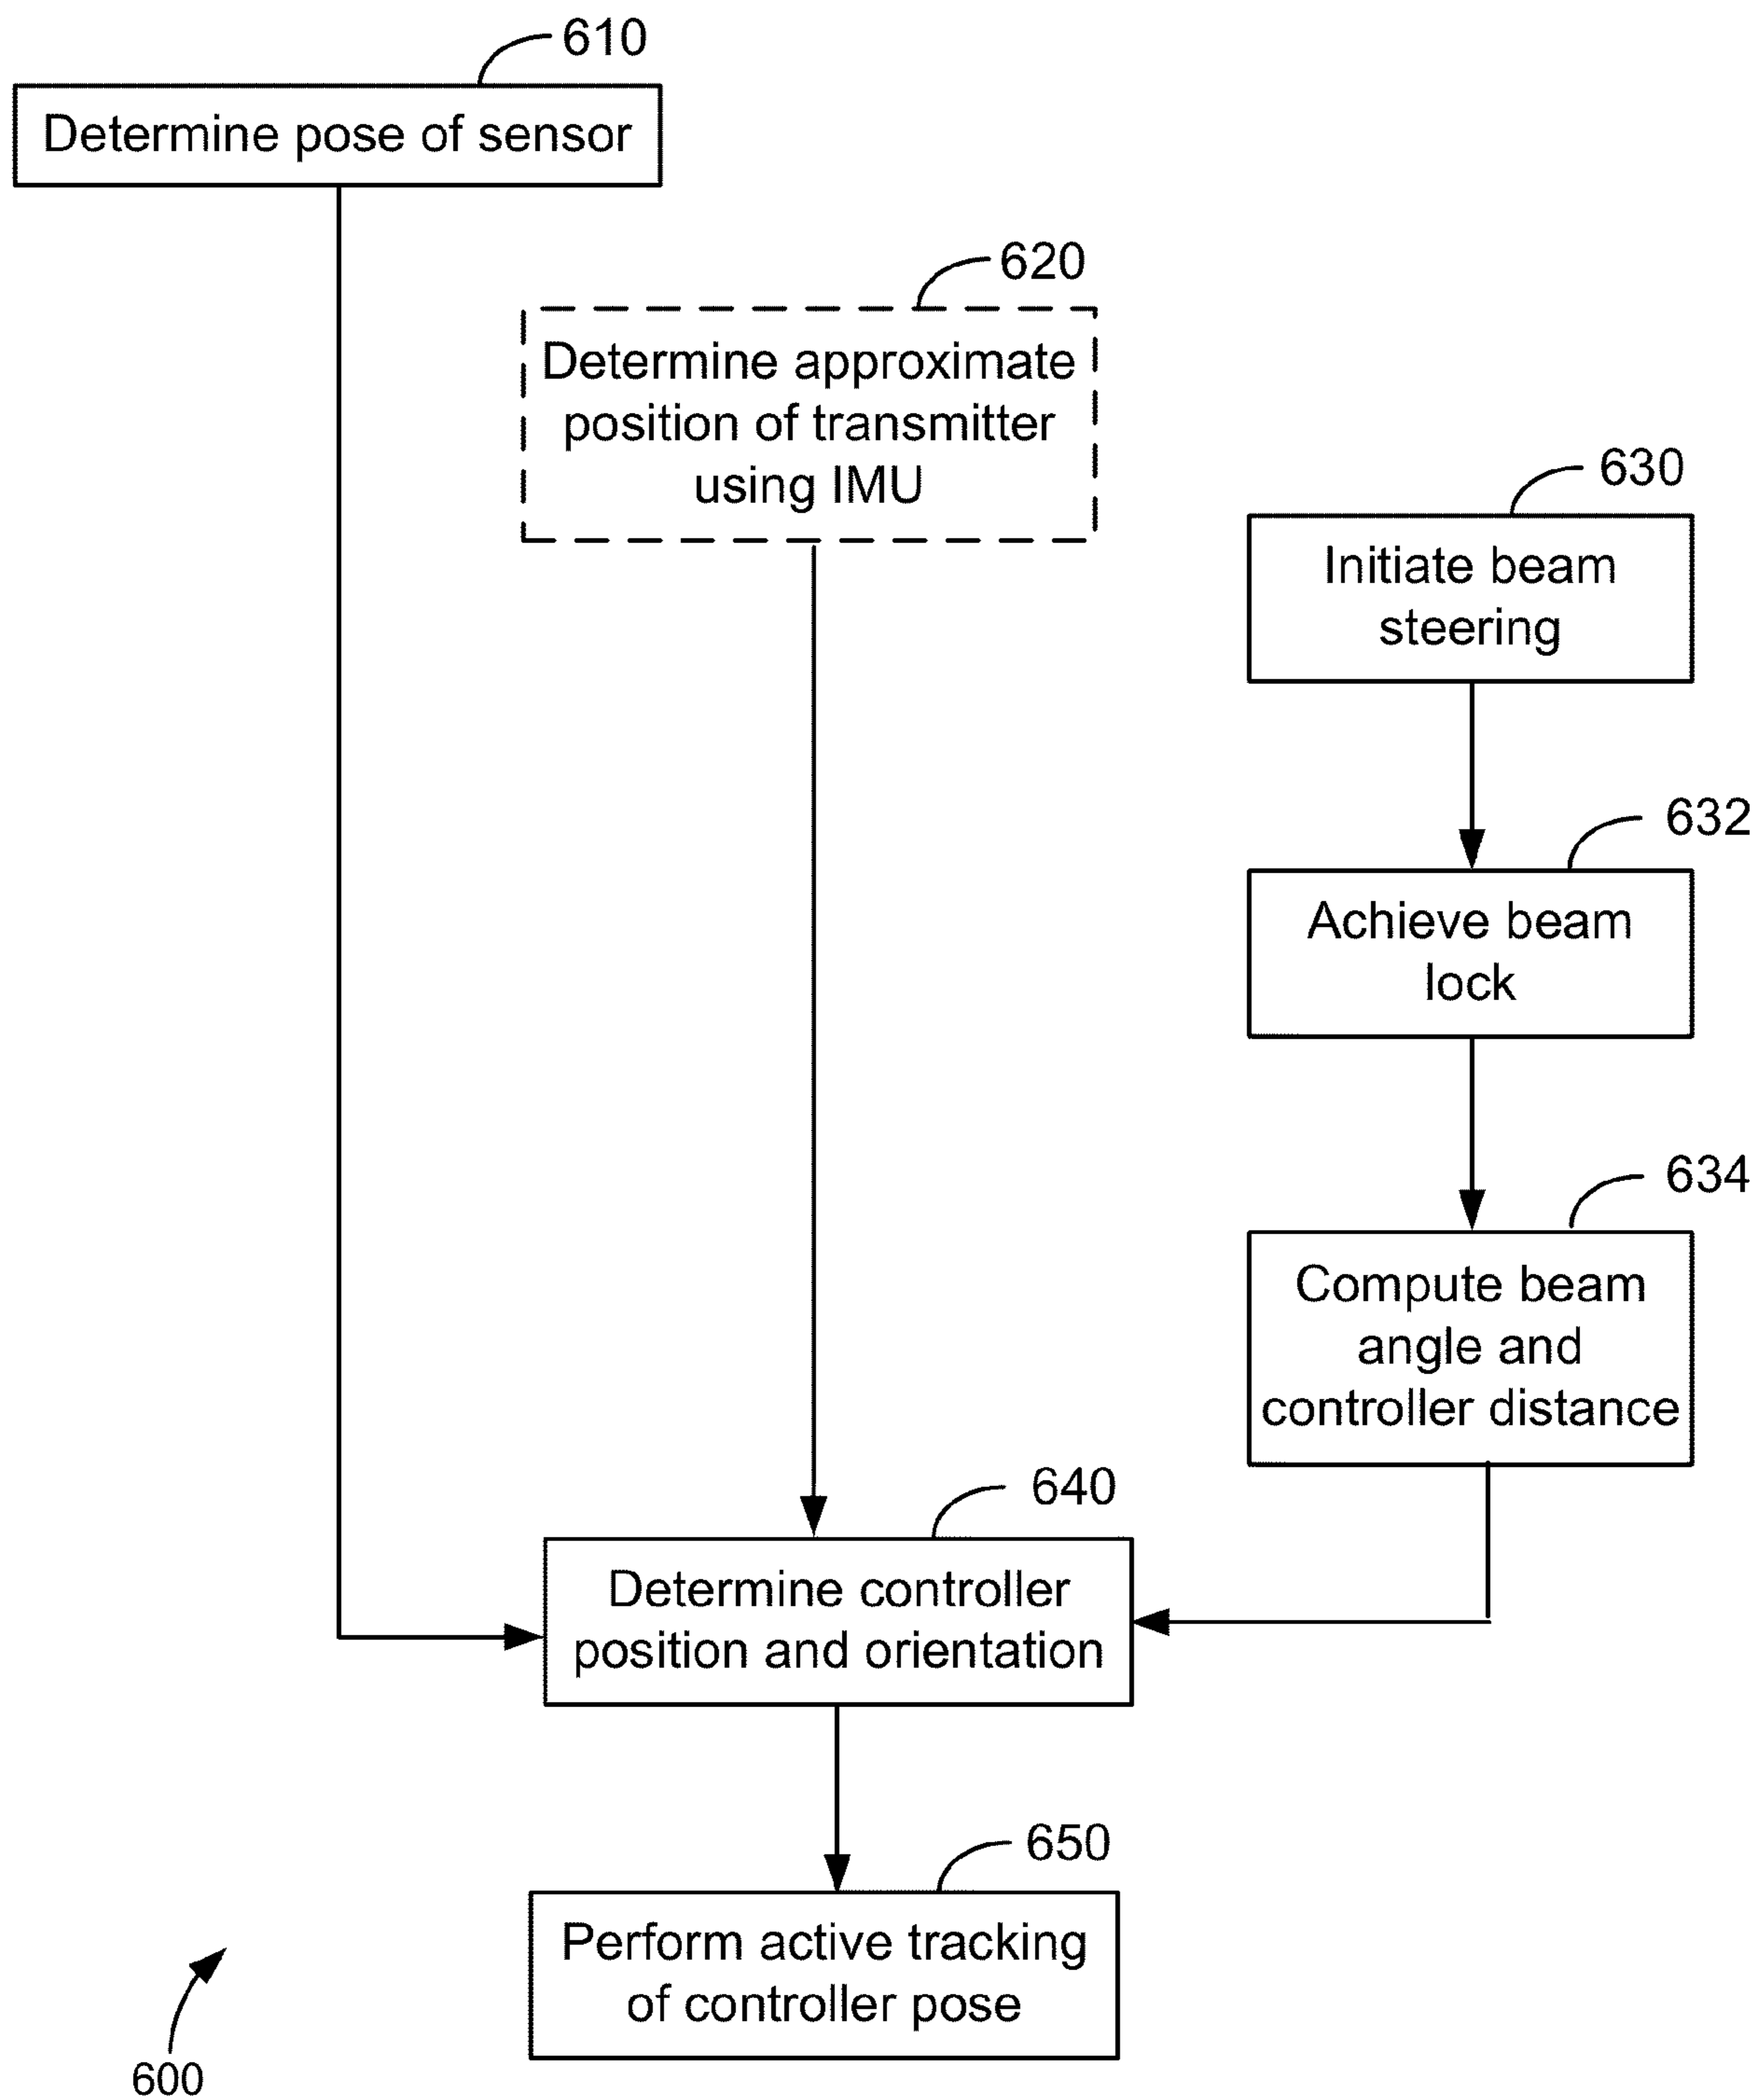 610
Determine pose of sensor
620
Determine approximate
position of transmitter
using IMU
630
Initiate beam
steering
632
Achieve beam
lock
634
Compute beam
angle and
controller distance
640
Determine controller
position and orientation
650
Perform active tracking
of controller pose
600